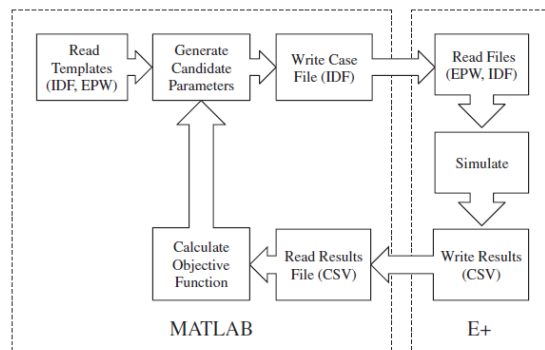 Read
Templates
(IDF, EPW)
Generate
Candidate
Parameters
Write Case
File (IDF)
Read Files
(EPW, IDF)
Simulate
Calculate
Objective
Function
Read Results
File (CSV)
Write Results
(CSV)
MATLAB
E+